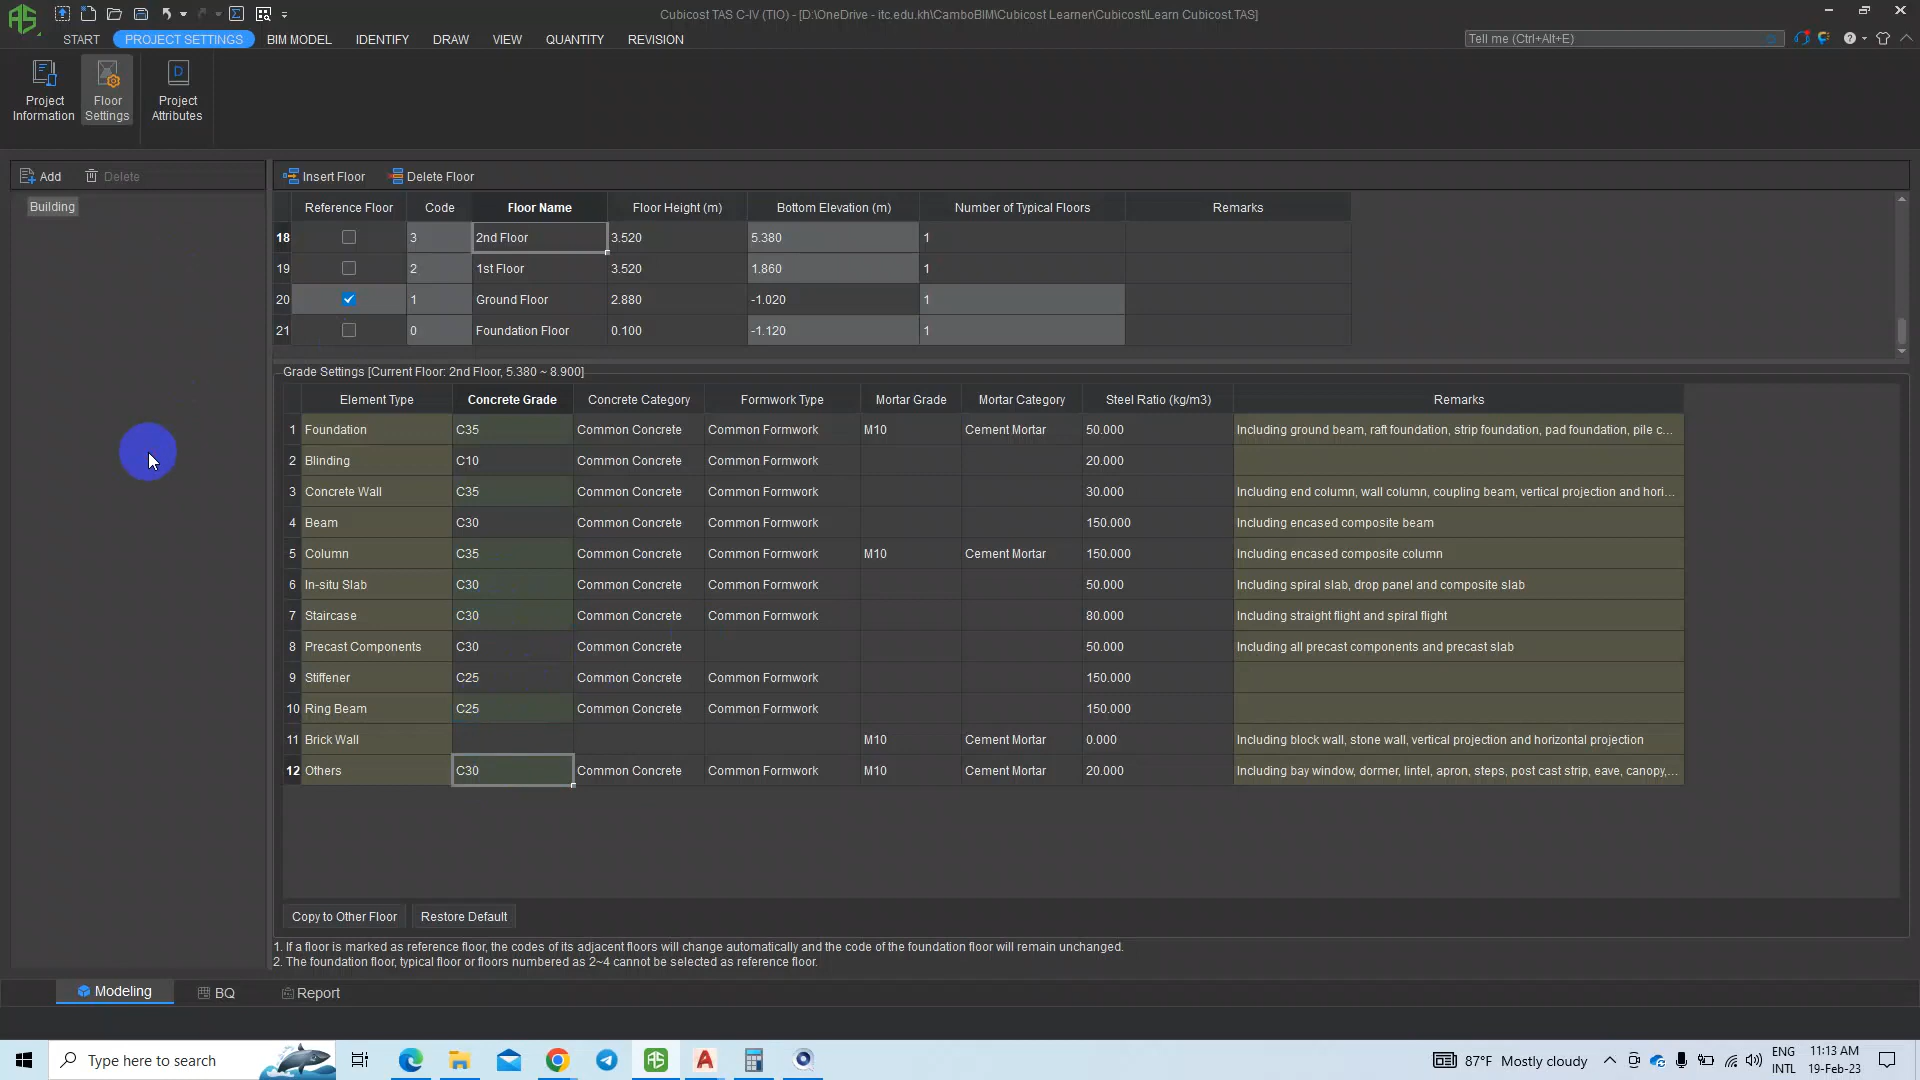 Cubicost TAS C-IV (TIO) - [D:\OneDrive - itc.edu.kh\CamboBIM\Cubicost Learner\Cubicost\Learn Cubicost.TAS]
START PROJECT SETTINGS BIM MODEL IDENTIFY DRAW VIEW QUANTITY REVISION Tell me (Ctrl+Alt+E)
Project Information Floor Settings Project Attributes
Add Delete Insert Floor Delete Floor
Building
Reference Floor Code Floor Name Floor Height (m) Bottom Elevation (m) Number of Typical Floors Remarks
18 3 2nd Floor 3.520 5.380 1
19 2 1st Floor 3.520 1.860 1
20 1 Ground Floor 2.880 -1.020 1
21 0 Foundation Floor 0.100 -1.120 1
Grade Settings [Current Floor: 2nd Floor, 5.380 ~ 8.900]
Element Type Concrete Grade Concrete Category Formwork Type Mortar Grade Mortar Category Steel Ratio (kg/m3) Remarks
1 Foundation C35 Common Concrete Common Formwork M10 Cement Mortar 50.000 Including ground beam, raft foundation, strip foundation, pad foundation, pile c...
2 Blinding C10 Common Concrete Common Formwork 20.000
3 Concrete Wall C35 Common Concrete Common Formwork 30.000 Including end column, wall column, coupling beam, vertical projection and hori...
4 Beam C30 Common Concrete Common Formwork 150.000 Including encased composite beam
5 Column C35 Common Concrete Common Formwork M10 Cement Mortar 150.000 Including encased composite column
6 In-situ Slab C30 Common Concrete Common Formwork 50.000 Including spiral slab, drop panel and composite slab
7 Staircase C30 Common Concrete Common Formwork 80.000 Including straight flight and spiral flight
8 Precast Components C30 Common Concrete 50.000 Including all precast components and precast slab
9 Stiffener C25 Common Concrete Common Formwork 150.000
10 Ring Beam C25 Common Concrete Common Formwork 150.000
11 Brick Wall M10 Cement Mortar 0.000 Including block wall, stone wall, vertical projection and horizontal projection
12 Others C30 Common Concrete Common Formwork M10 Cement Mortar 20.000 Including bay window, dormer, lintel, apron, steps, post cast strip, eave, canopy,...
Copy to Other Floor Restore Default
1. If a floor is marked as reference floor, the codes of its adjacent floors will change automatically and the code of the foundation floor will remain unchanged.
2. The foundation floor, typical floor or floors numbered as 2~4 cannot be selected as reference floor.
Modeling BQ Report
Type here to search 87°F Mostly cloudy ENG 11:13 AM
INTL 19-Feb-23